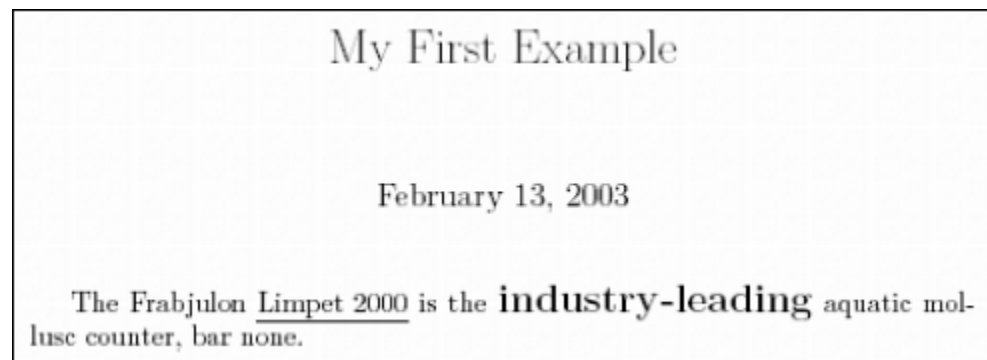 My First Example
February 13, 2003
The Frabjulon Limpet 2000 is the industry-leading aquatic mol-
lusc counter, bar none.